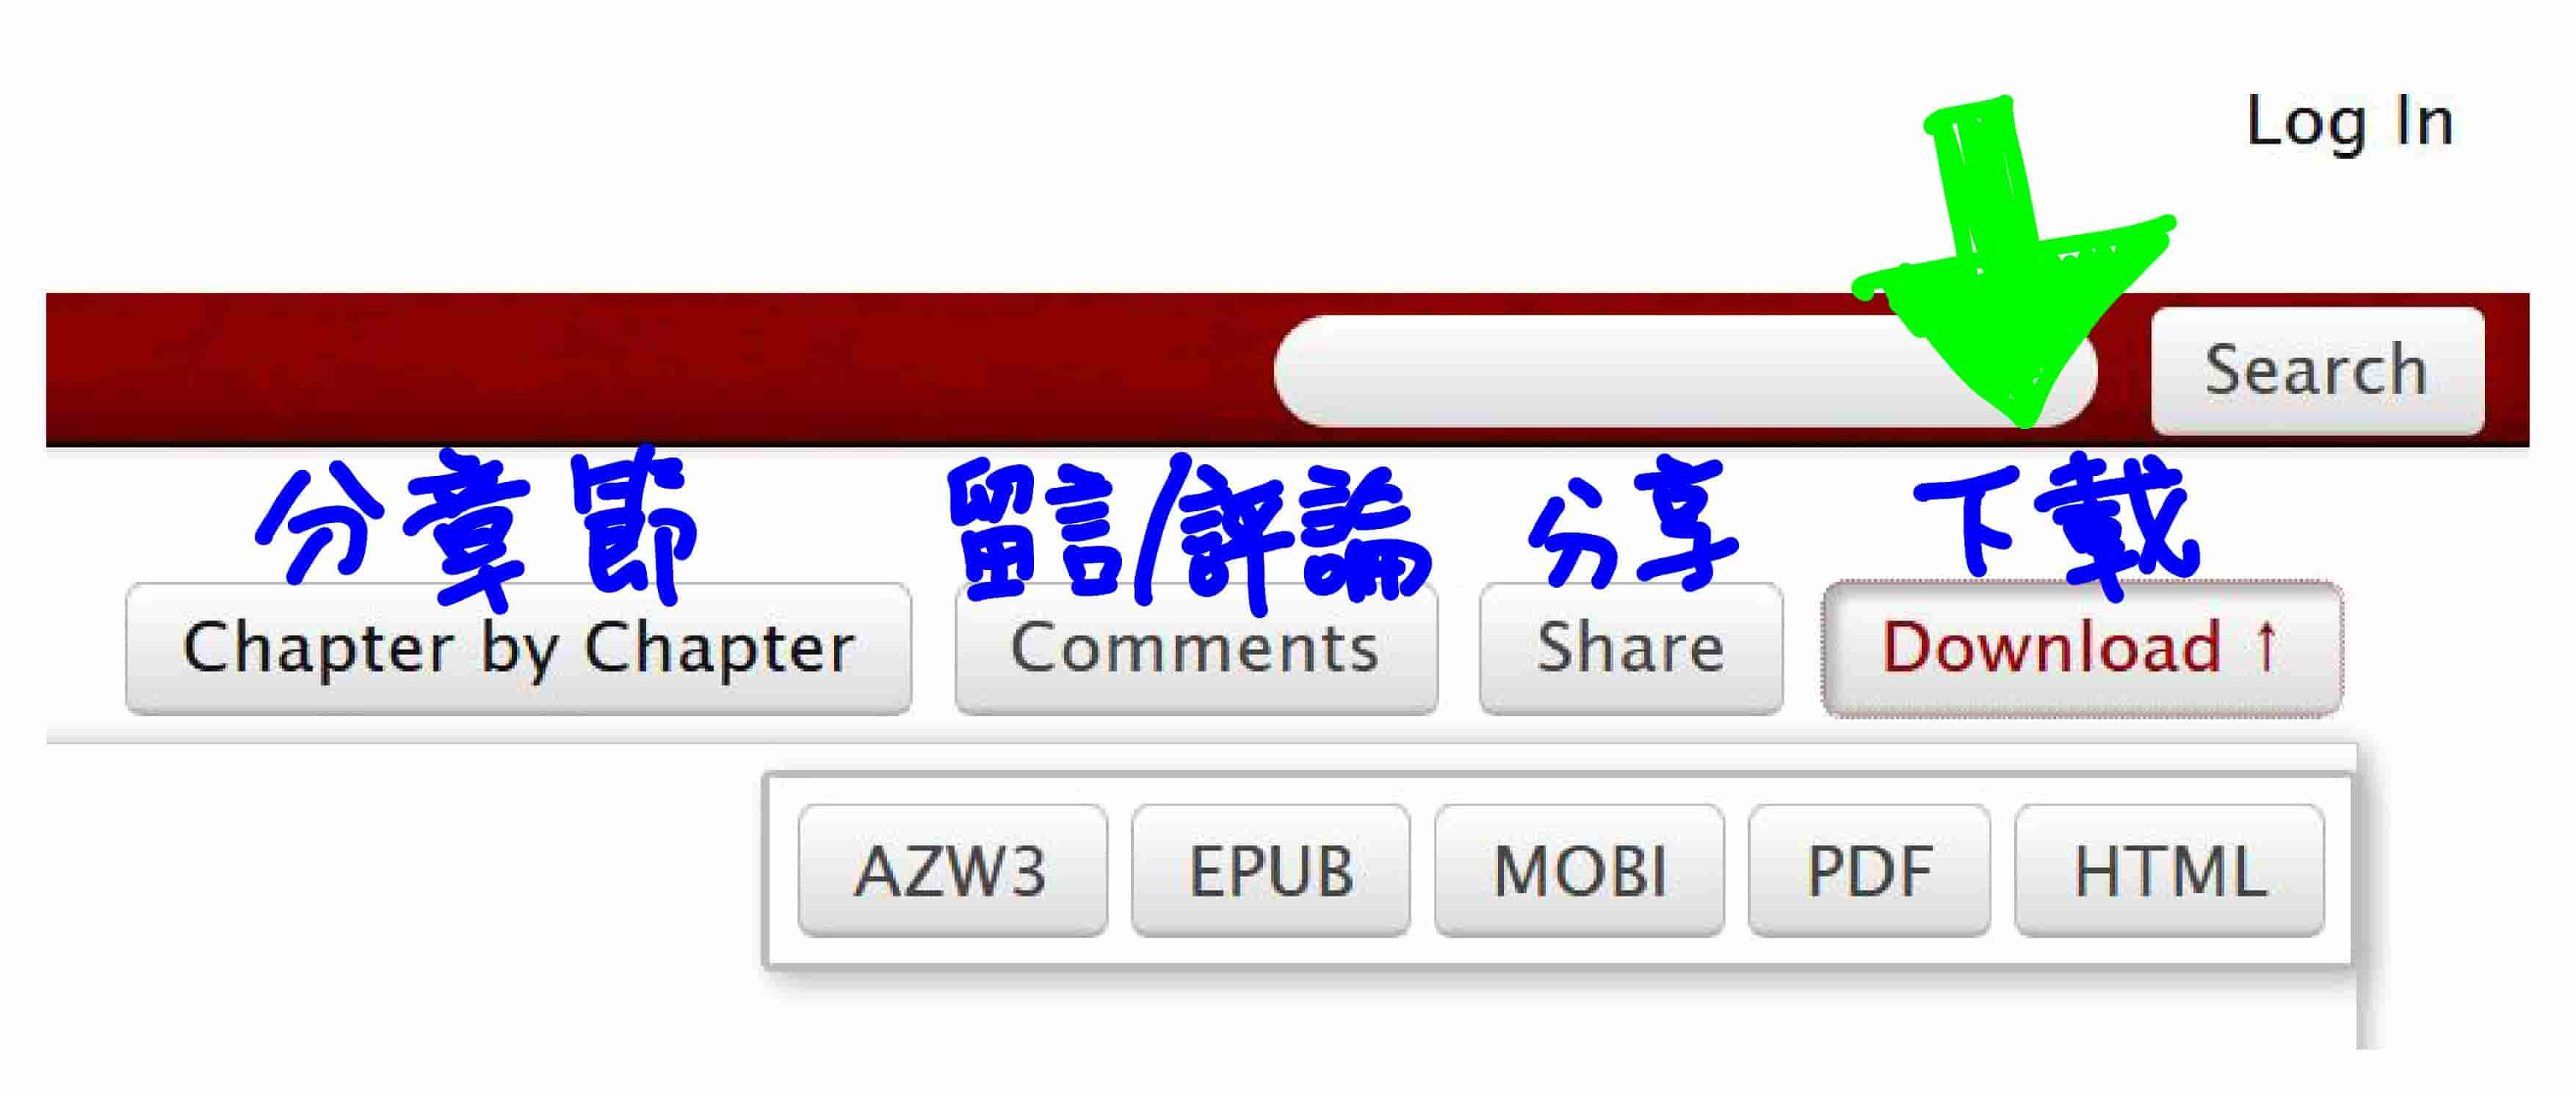 Log In
Search
分章節 留言/評論 分享 下載
Chapter by Chapter Comments Share Download ↑
AZW3 EPUB MOBI PDF HTML